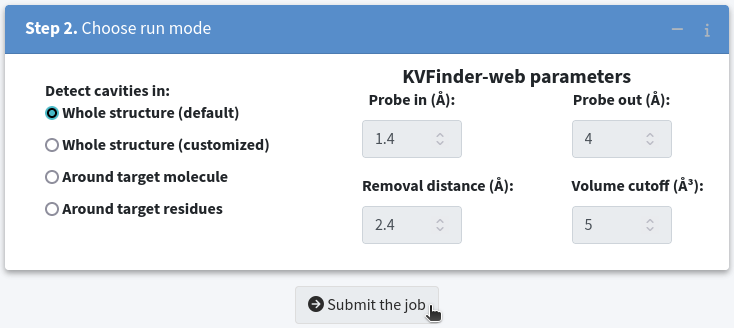 Step 2. Choose run mode
Detect cavities in:
Whole structure (default)
Whole structure (customized)
Around target molecule
Around target residues
KVFinder-web parameters
Probe in (Å):
Probe out (Å):
1.4
4
Removal distance (Å):
Volume cutoff (Å³):
2.4
5
Submit the job